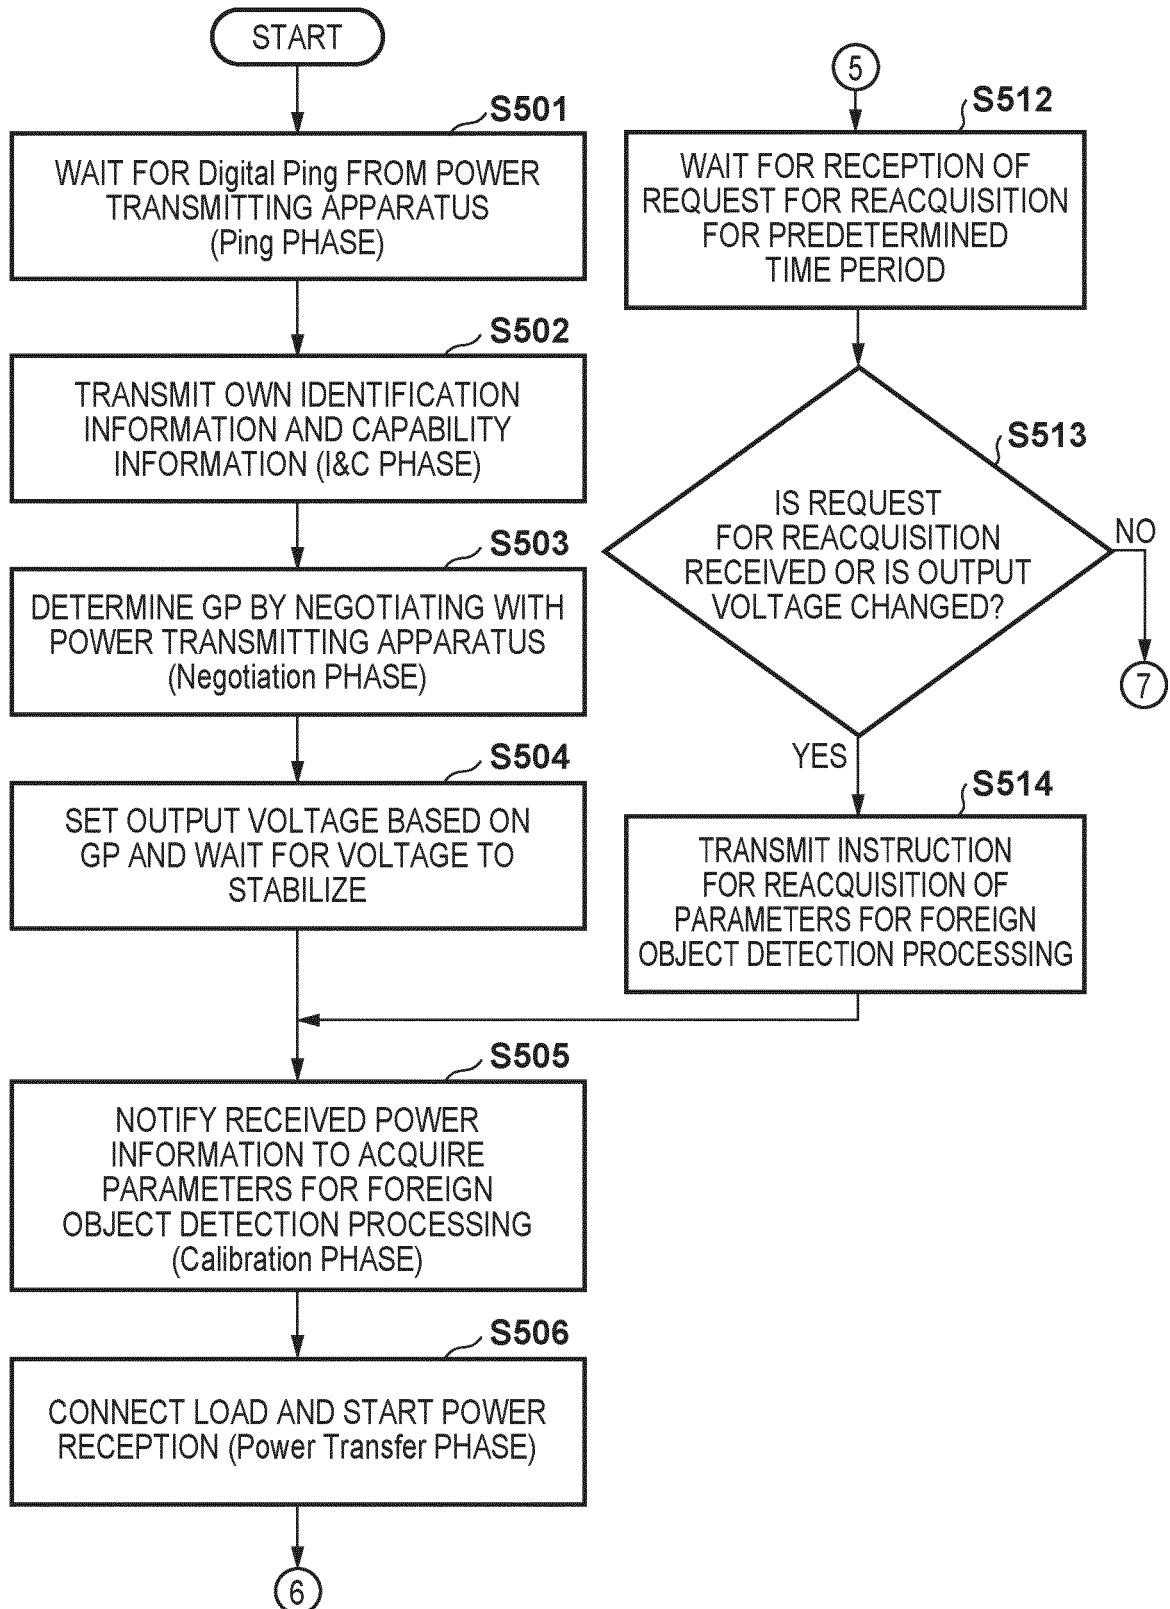 START
S501
WAIT FOR Digital Ping FROM POWER
TRANSMITTING APPARATUS
(Ping PHASE)
S502
TRANSMIT OWN IDENTIFICATION
INFORMATION AND CAPABILITY
INFORMATION (I&C PHASE)
S503
DETERMINE GP BY NEGOTIATING WITH
POWER TRANSMITTING APPARATUS
(Negotiation PHASE)
S504
SET OUTPUT VOLTAGE BASED ON
GP AND WAIT FOR VOLTAGE TO
STABILIZE
S505
NOTIFY RECEIVED POWER
INFORMATION TO ACQUIRE
PARAMETERS FOR FOREIGN
OBJECT DETECTION PROCESSING
(Calibration PHASE)
S506
CONNECT LOAD AND START POWER
RECEPTION (Power Transfer PHASE)
6
5
S512
WAIT FOR RECEPTION OF
REQUEST FOR REACQUISITION
FOR PREDETERMINED
TIME PERIOD
S513
IS REQUEST
FOR REACQUISITION
RECEIVED OR IS OUTPUT
VOLTAGE CHANGED?
NO
7
YES
S514
TRANSMIT INSTRUCTION
FOR REACQUISITION OF
PARAMETERS FOR FOREIGN
OBJECT DETECTION PROCESSING